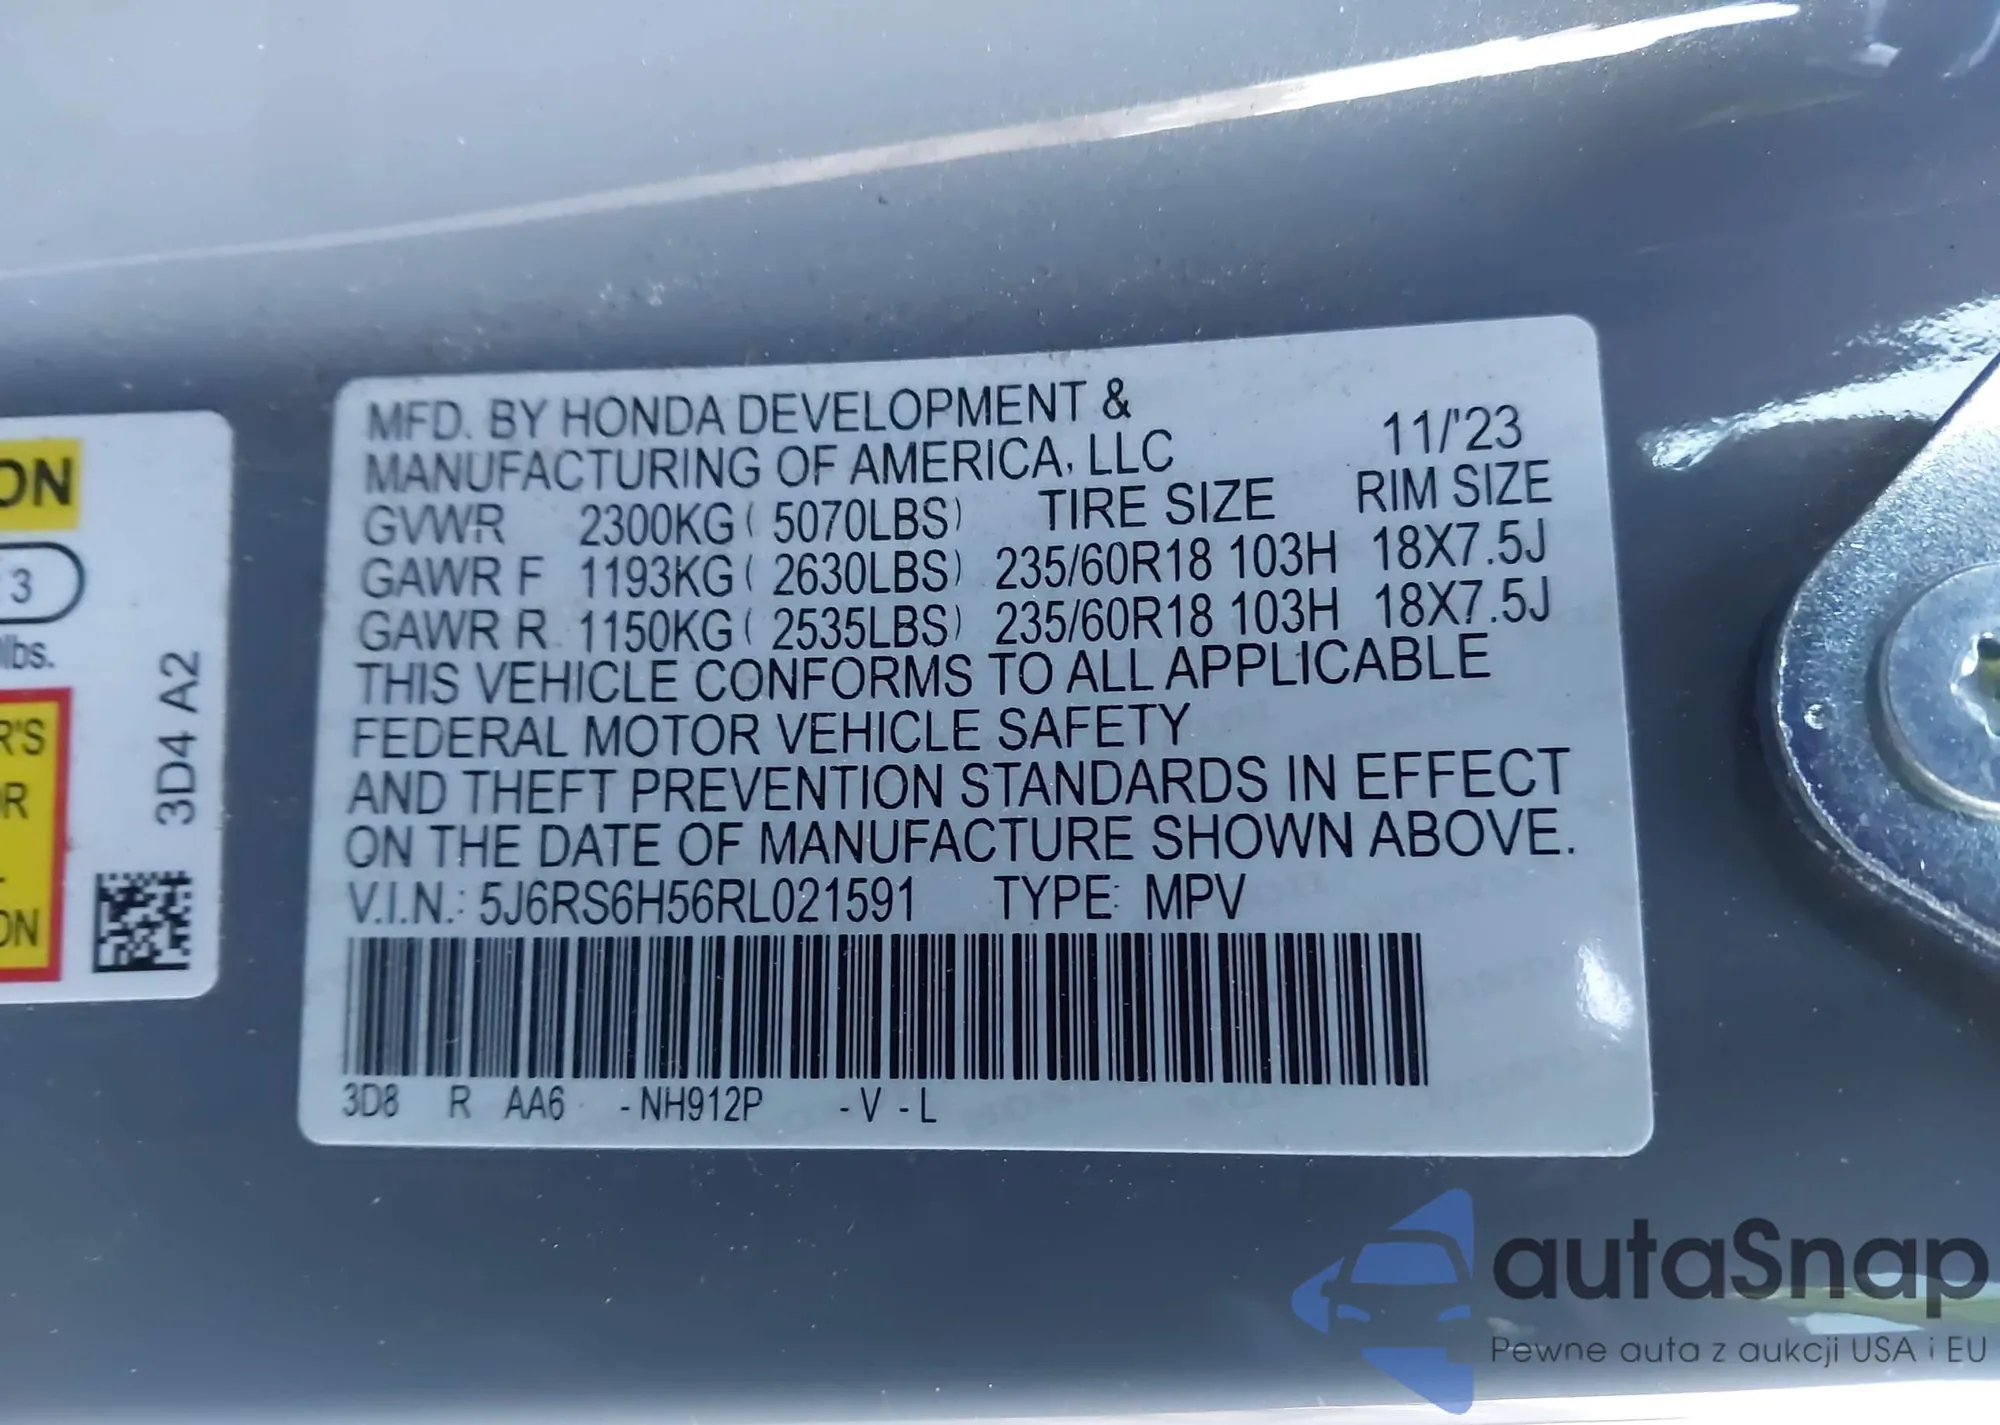 MFD. BY HONDA DEVELOPMENT &
MANUFACTURING OF AMERICA, LLC 11/'23
GVWR 2300KG ( 5070LBS) TIRE SIZE RIM SIZE
GAWR F 1193KG ( 2630LBS) 235/60R18 103H 18X7.5J
GAWR R 1150KG ( 2535LBS) 235/60R18 103H 18X7.5J
THIS VEHICLE CONFORMS TO ALL APPLICABLE
FEDERAL MOTOR VEHICLE SAFETY
AND THEFT PREVENTION STANDARDS IN EFFECT
ON THE DATE OF MANUFACTURE SHOWN ABOVE.
V.I.N.: 5J6RS6H56RL021591 TYPE: MPV
3D8 R AA6 -NH912P -V -L
ON
3
lbs.
R'S
R
ON
3D4 A2
autaSnap
Pewne auta z aukcji USA i EU